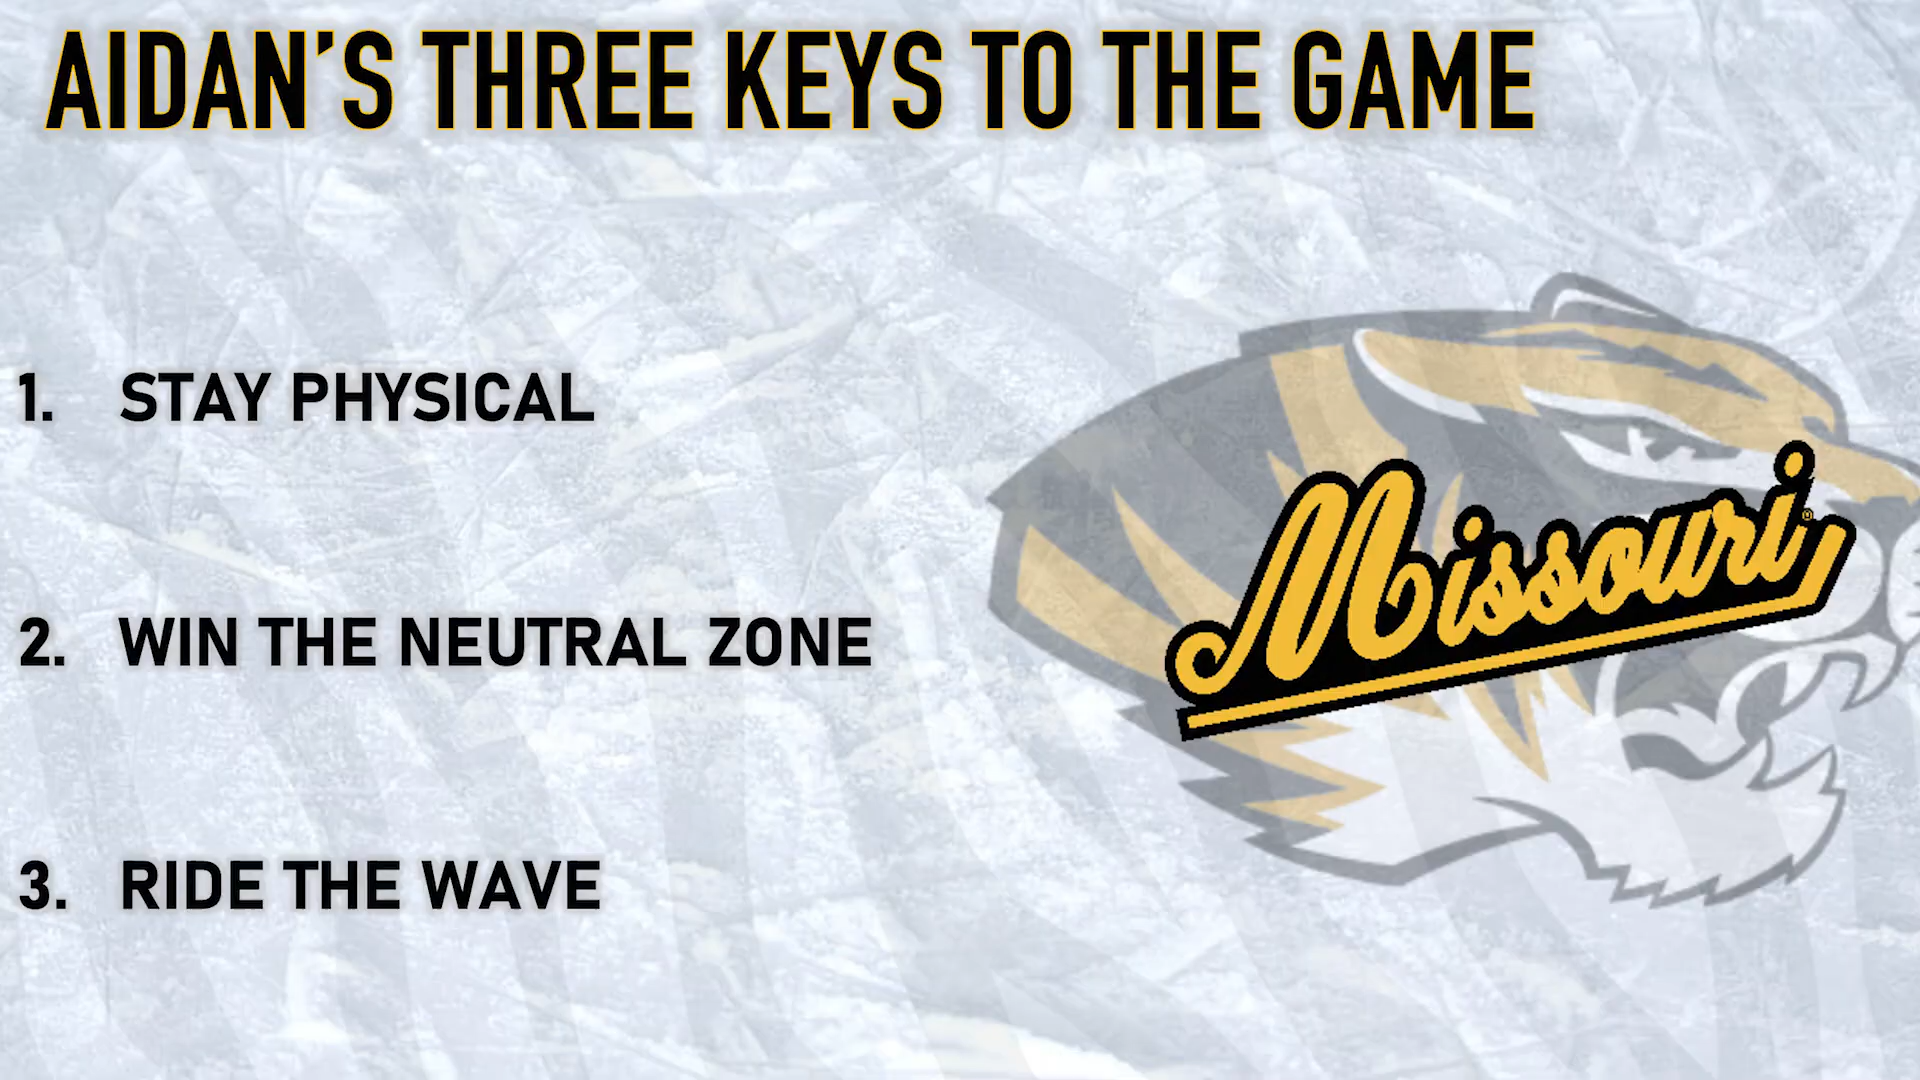 AIDAN'S THREE KEYS TO THE GAME
1. STAY PHYSICAL
2. WIN THE NEUTRAL ZONE
3. RIDE THE WAVE
Missouri®